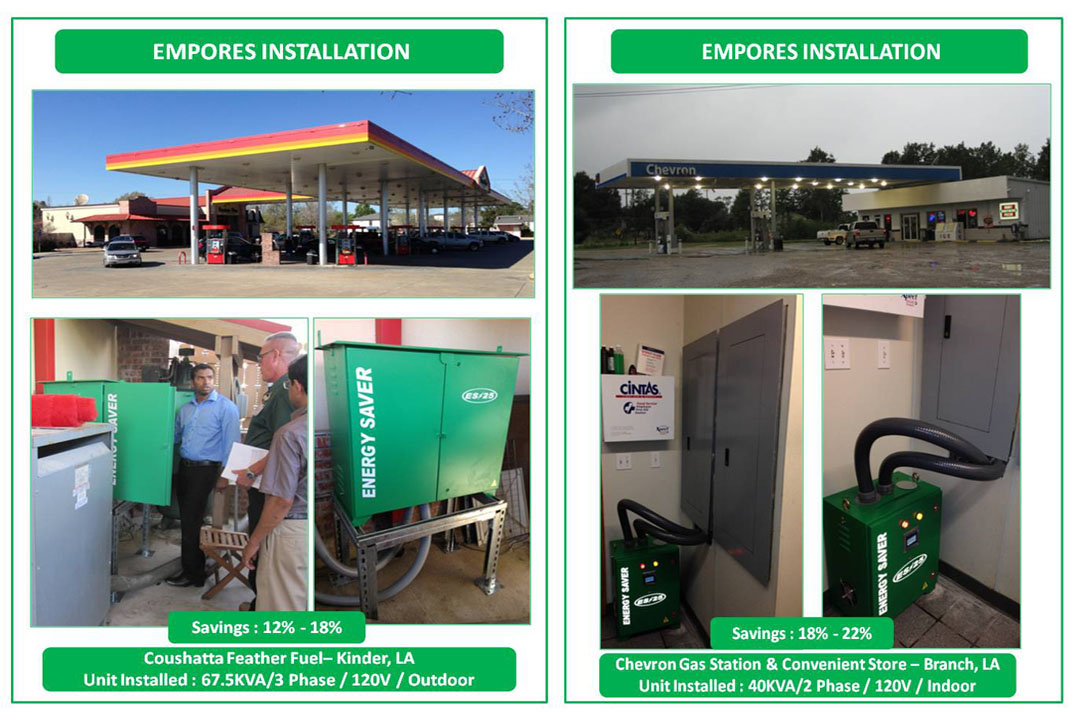 EMPORES INSTALLATION
Savings : 12% - 18%
Coushatta Feather Fuel– Kinder, LA
Unit Installed : 67.5KVA/3 Phase / 120V / Outdoor
ENERGY SAVER
ENERGY SAVER
ES/25
EMPORES INSTALLATION
Chevron
CINTAS
ENERGY SAVER
ES/25
ENERGY SAVER
ES/25
Savings : 18% - 22%
Chevron Gas Station & Convenient Store – Branch, LA
Unit Installed : 40KVA/2 Phase / 120V / Indoor